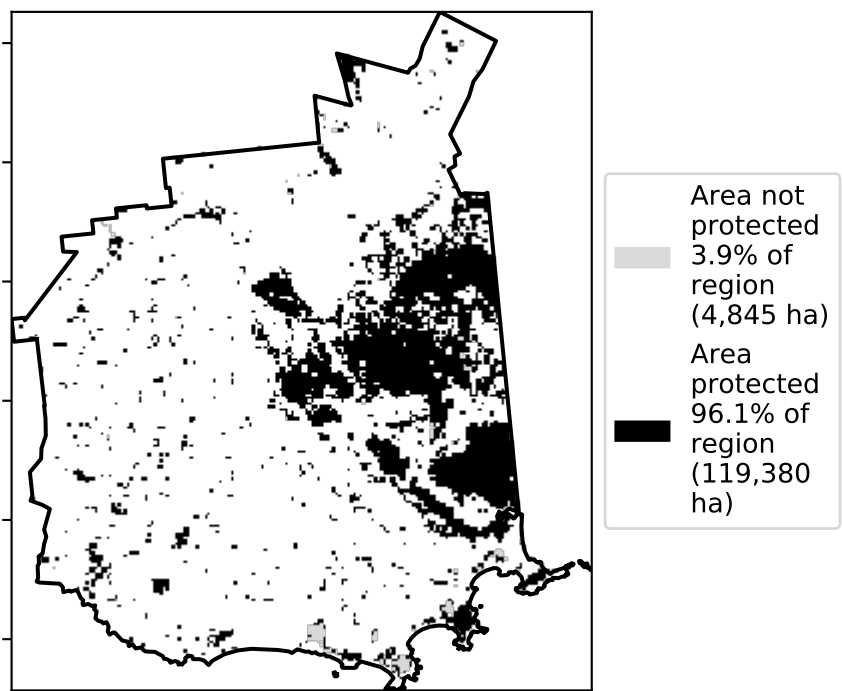 Area not
protected
3.9% of
region
(4,845 ha)
Area
protected
96.1% of
region
(119,380
ha)